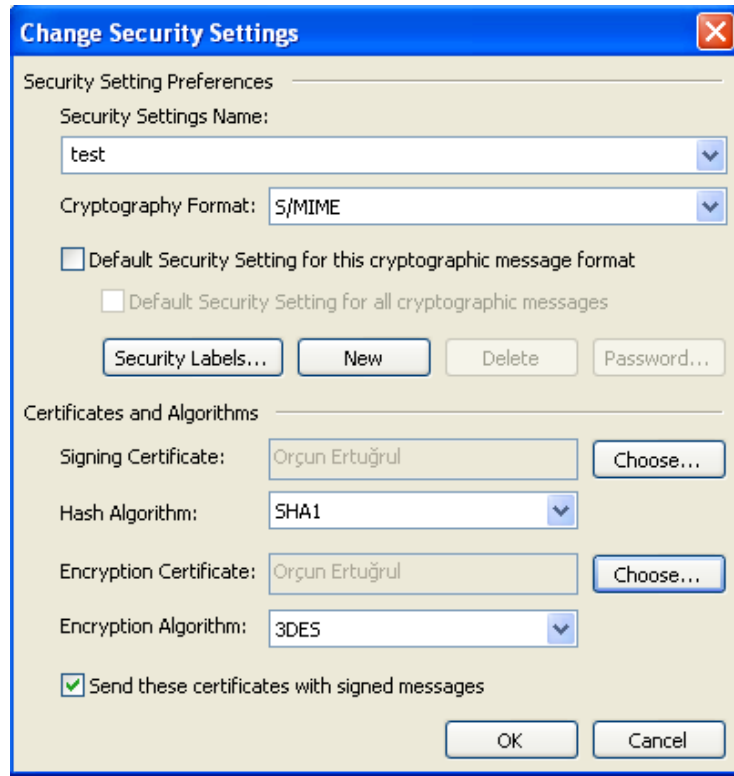 Change Security Settings
Security Setting Preferences
Security Settings Name:
test
Cryptography Format: S/MIME
Default Security Setting for this cryptographic message format
Default Security Setting for all cryptographic messages
Security Labels... New Delete Password...
Certificates and Algorithms
Signing Certificate: Orçun Ertuğrul Choose...
Hash Algorithm: SHA1
Encryption Certificate: Orçun Ertuğrul Choose...
Encryption Algorithm: 3DES
Send these certificates with signed messages
OK Cancel